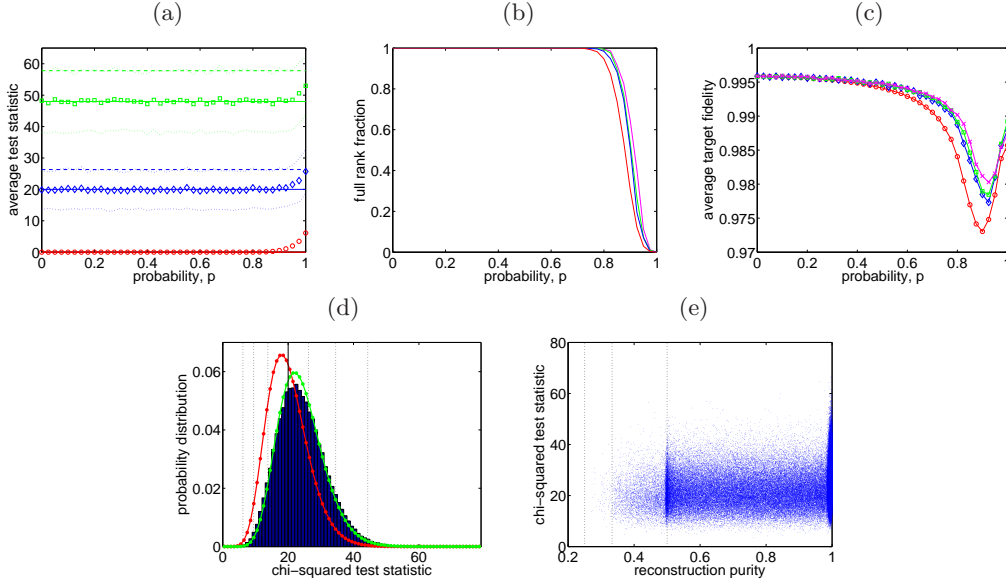 (a)
60
50
40
30
20
10
0
0 0.2 0.4 0.6 0.8 1
average test statistic
probability, p
(b)
1
0.8
0.6
0.4
0.2
0
0 0.2 0.4 0.6 0.8 1
full rank fraction
probability, p
(c)
0.995
0.99
0.985
0.98
0.975
0.97
0 0.2 0.4 0.6 0.8 1
average target fidelity
probability, p
(d)
0.06
0.04
0.02
0
0 20 40 60
probability distribution
chi-squared test statistic
(e)
80
60
40
20
0
0.2 0.4 0.6 0.8 1
chi-squared test statistic
reconstruction purity